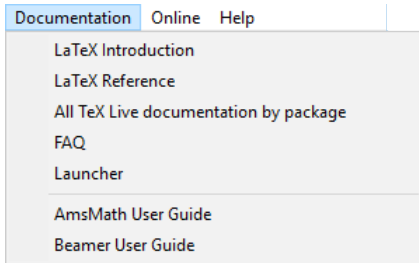 Documentation Online Help
LaTeX Introduction
LaTeX Reference
All TeX Live documentation by package
FAQ
Launcher
AmsMath User Guide
Beamer User Guide